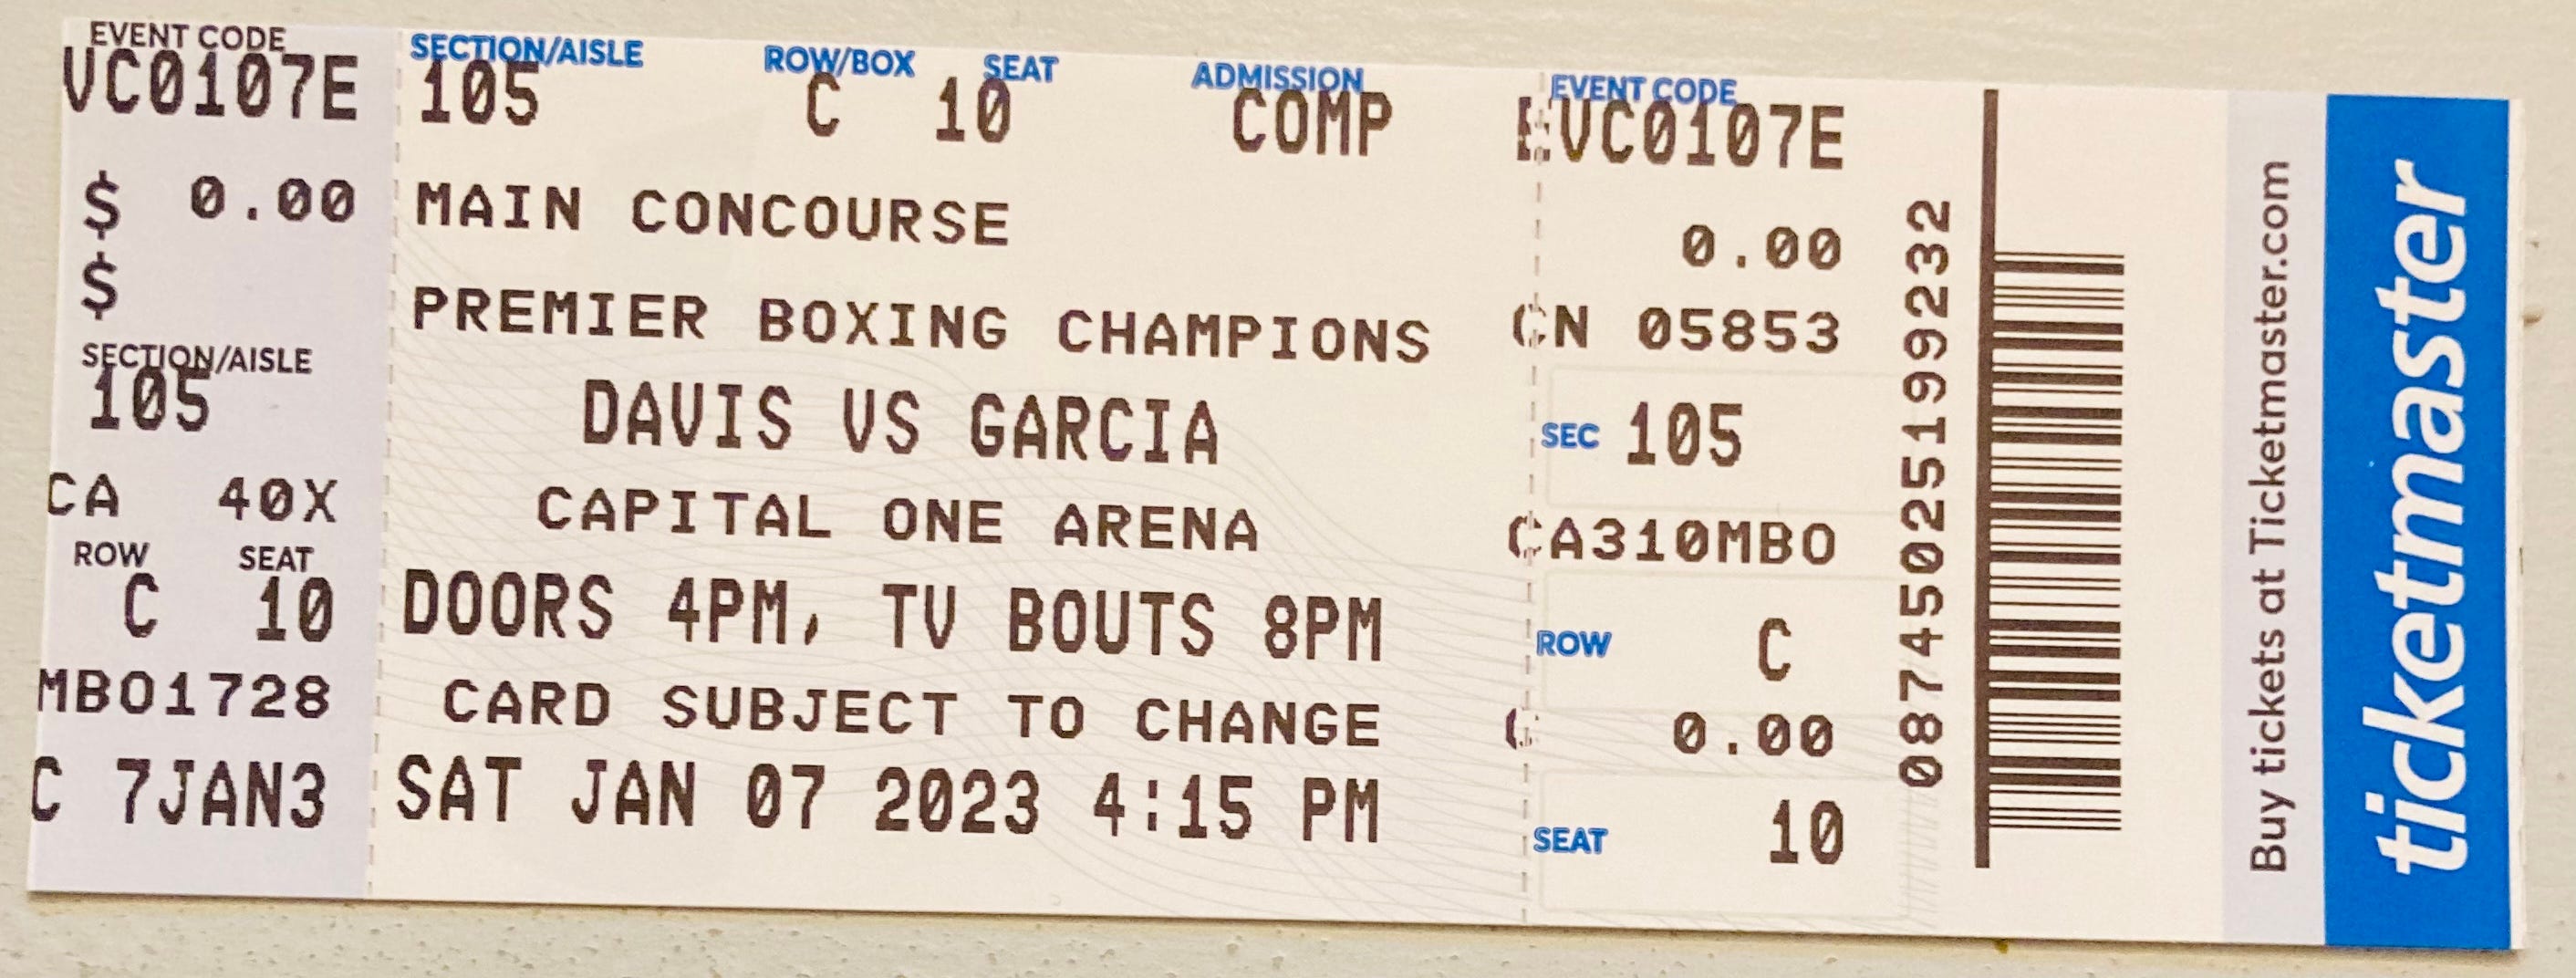 EVENT CODE
VC0107E
$ 0.00
$
SECTION/AISLE
105
CA 40X
ROW SEAT
C 10
MBO1728
C 7JAN3
SECTION/AISLE ROW/BOX SEAT ADMISSION
105 C 10 COMP
MAIN CONCOURSE
PREMIER BOXING CHAMPIONS
DAVIS VS GARCIA
CAPITAL ONE ARENA
DOORS 4PM, TV BOUTS 8PM
CARD SUBJECT TO CHANGE
SAT JAN 07 2023 4:15 PM
EVENT CODE
EVC0107E
0.00
CN 05853
SEC 105
CA310MBO
ROW C
C 0.00
SEAT 10
08745025199232
Buy tickets at Ticketmaster.com
ticketmaster